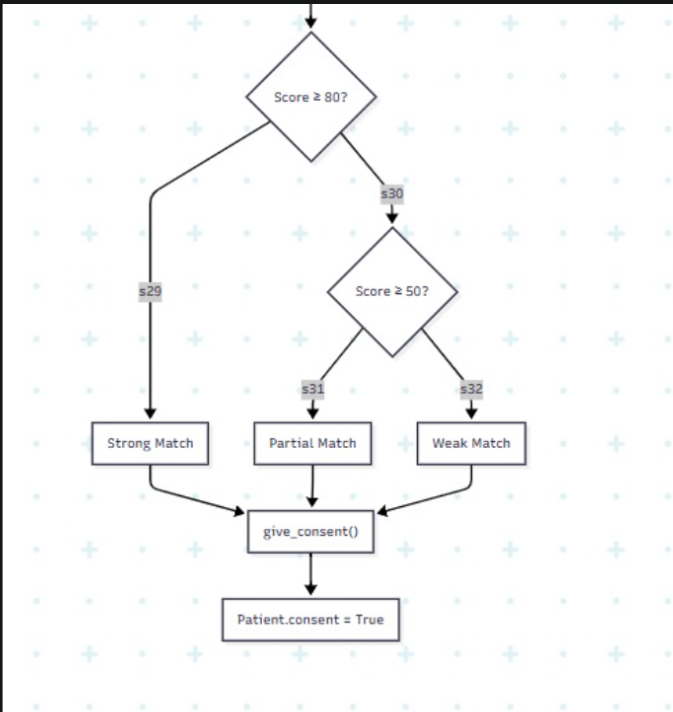 Score ≥ 80?
s30
s29
Score ≥ 50?
s31
s32
Strong Match
Partial Match
Weak Match
give_consent()
Patient.consent = True